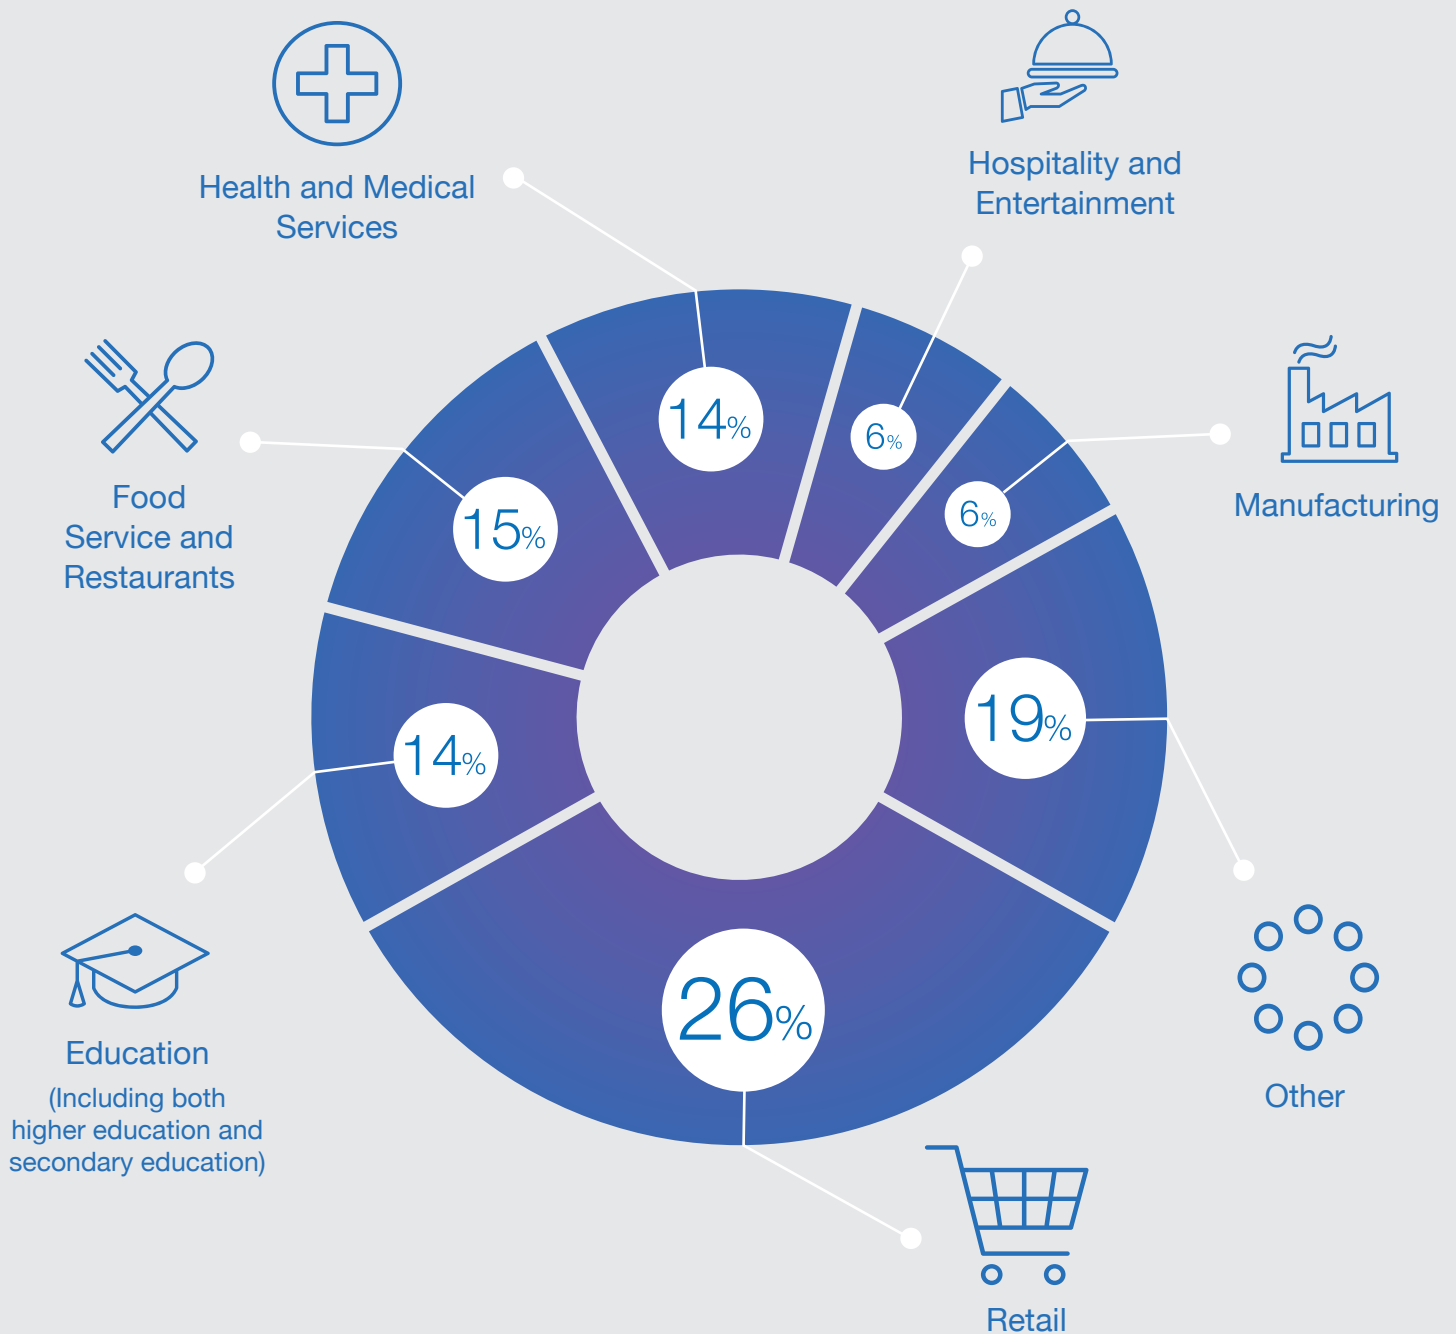 Health and Medical
Services
Hospitality and
Entertainment
14%
6%
Food
Service and
Restaurants
15%
6%
Manufacturing
14%
19%
Education
(Including both
higher education and
secondary education)
26%
Other
Retail